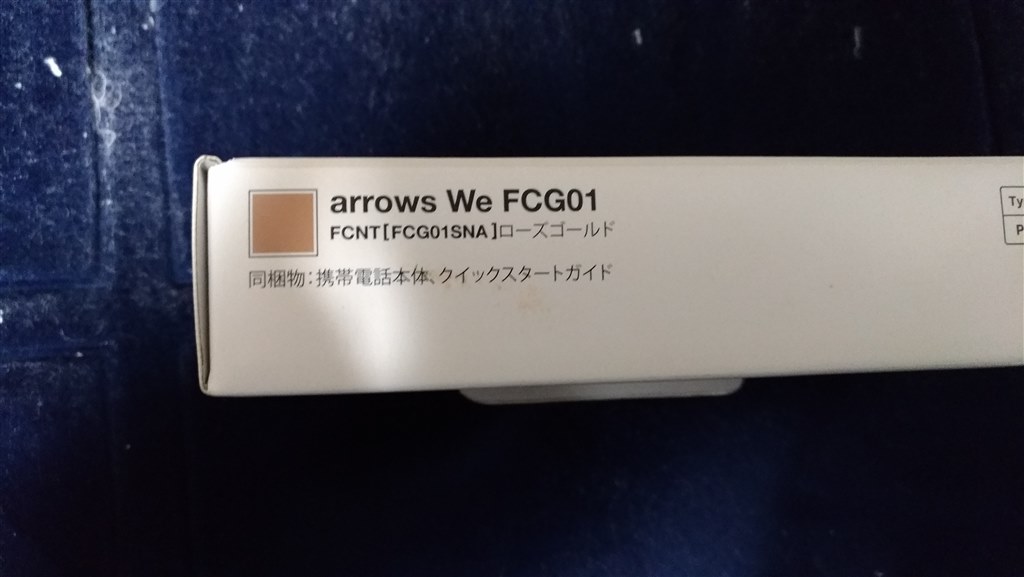 arrows We FCG01
FCNT[FCG01SNA]ローズゴールド
同梱物:携帯電話本体、クイックスタートガイド
Ty
P